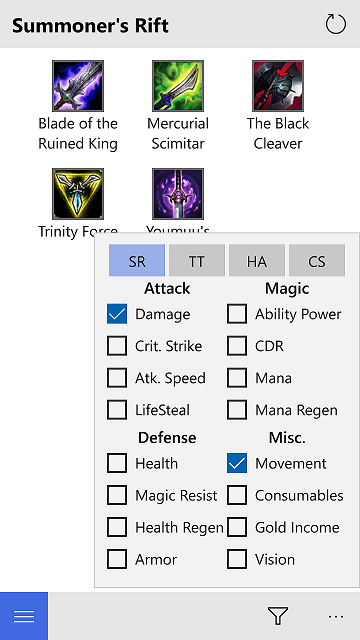 Summoner's Rift
Blade of the
Ruined King
Mercurial
Scimitar
The Black
Cleaver
Trinity Force
Youmuu's
SR TT HA CS
Attack
Damage
Crit. Strike
Atk. Speed
LifeSteal
Magic
Ability Power
CDR
Mana
Mana Regen
Defense
Health
Magic Resist
Health Regen
Armor
Misc.
Movement
Consumables
Gold Income
Vision